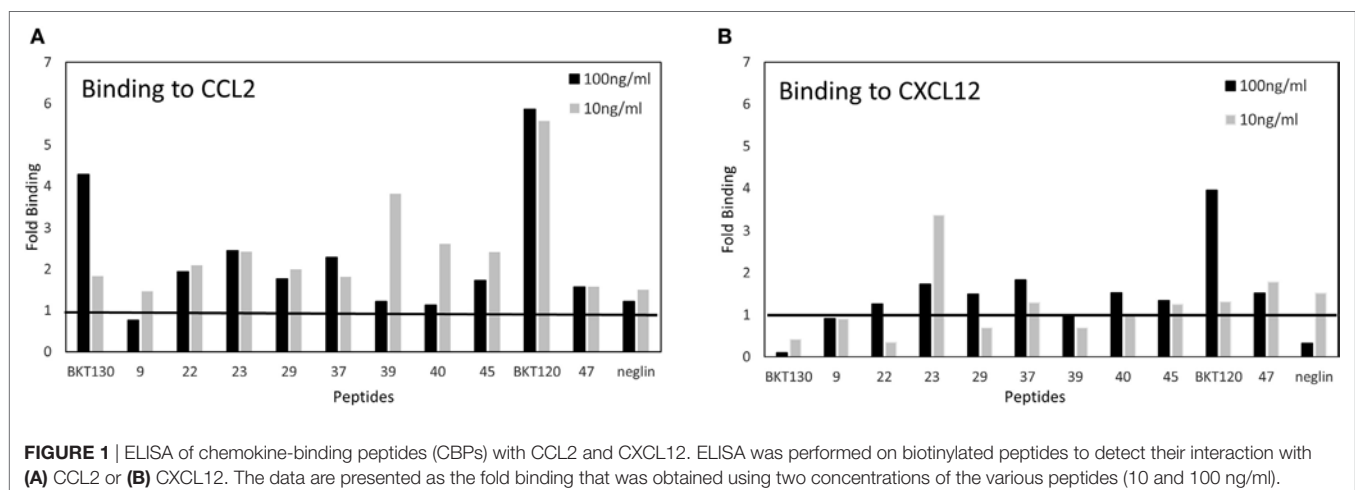 A
Binding to CCL2
100ng/ml
10ng/ml
7
6
5
4
3
2
1
0
Fold Binding
BKT130 9 22 23 29 37 39 40 45 BKT120 47 neglin
Peptides
B
Binding to CXCL12
100ng/ml
10ng/ml
7
6
5
4
3
2
1
0
Fold Binding
BKT130 9 22 23 29 37 39 40 45 BKT120 47 neglin
Peptides
FIGURE 1 | ELISA of chemokine-binding peptides (CBPs) with CCL2 and CXCL12. ELISA was performed on biotinylated peptides to detect their interaction with
(A) CCL2 or (B) CXCL12. The data are presented as the fold binding that was obtained using two concentrations of the various peptides (10 and 100 ng/ml).